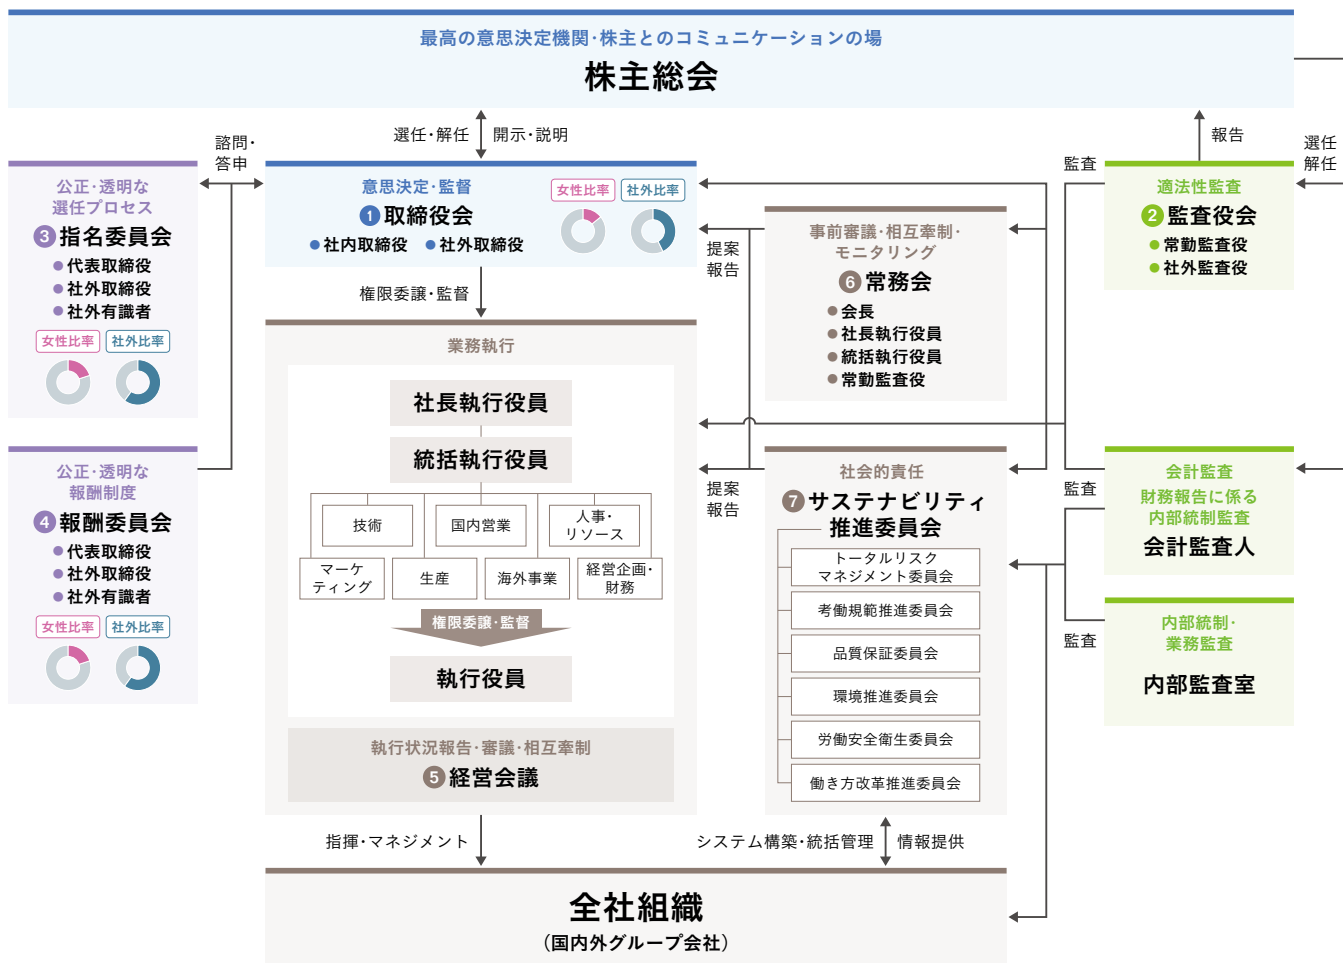 最高の意思決定機関・株主とのコミュニケーションの場
株主総会
選任・解任
開示・説明
報告
選任
解任
諮問・
答申
公正・透明な
選任プロセス
3 指名委員会
代表取締役
社外取締役
社外有識者
女性比率
社外比率
意思決定・監督
1 取締役会
社内取締役
社外取締役
女性比率
社外比率
提案
報告
監査
適法性監査
2 監査役会
常勤監査役
社外監査役
事前審議・相互牽制・
モニタリング
6 常務会
会長
社長執行役員
統括執行役員
常勤監査役
権限委譲・監督
業務執行
社長執行役員
統括執行役員
技術
国内営業
人事・
リソース
マーケ
ティング
生産
海外事業
経営企画・
財務
権限委譲・監督
執行役員
執行状況報告・審議・相互牽制
5 経営会議
公正・透明な
報酬制度
4 報酬委員会
代表取締役
社外取締役
社外有識者
女性比率
社外比率
提案
報告
社会的責任
7 サステナビリティ
推進委員会
トータルリスク
マネジメント委員会
考働規範推進委員会
品質保証委員会
環境推進委員会
労働安全衛生委員会
働き方改革推進委員会
監査
会計監査
財務報告に係る
内部統制監査
会計監査人
監査
内部統制・
業務監査
内部監査室
指揮・マネジメント
システム構築・統括管理
情報提供
全社組織
（国内外グループ会社）